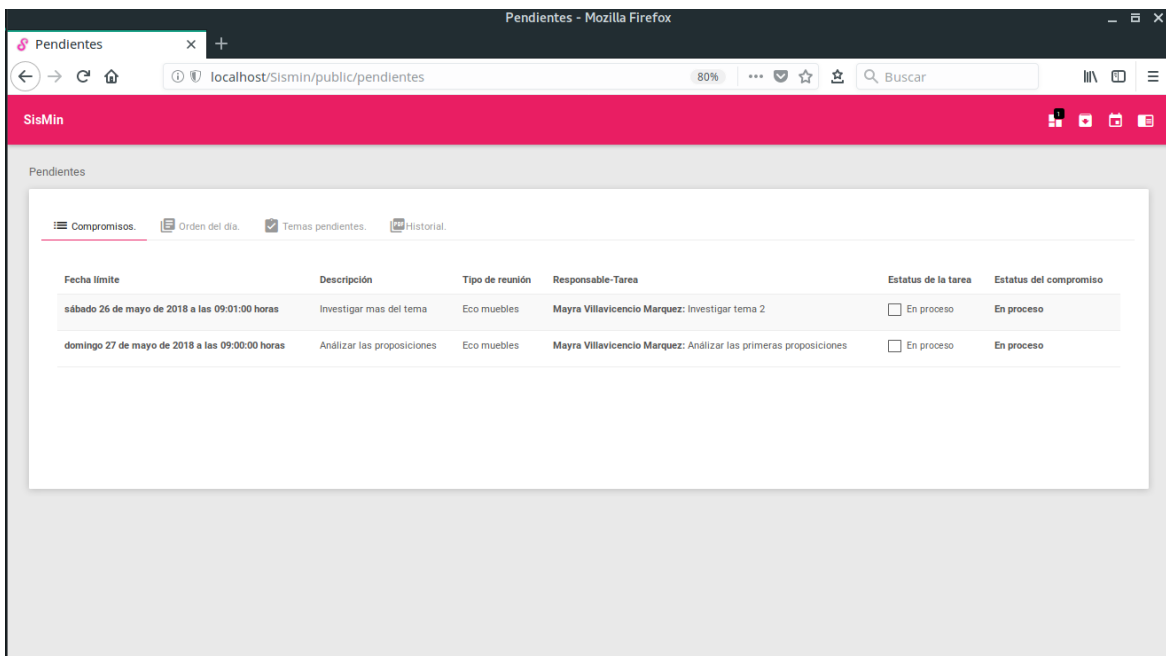 Pendientes - Mozilla Firefox
Pendientes
localhost/Sismin/public/pendientes 80% Buscar
SisMin 1
Pendientes
Compromisos. Orden del día. Temas pendientes. PDF Historial.
Fecha límite Descripción Tipo de reunión Responsable-Tarea Estatus de la tarea Estatus del compromiso
sábado 26 de mayo de 2018 a las 09:01:00 horas Investigar mas del tema Eco muebles Mayra Villavicencio Marquez: Investigar tema 2 En proceso En proceso
domingo 27 de mayo de 2018 a las 09:00:00 horas Análizar las proposiciones Eco muebles Mayra Villavicencio Marquez: Análizar las primeras proposiciones En proceso En proceso